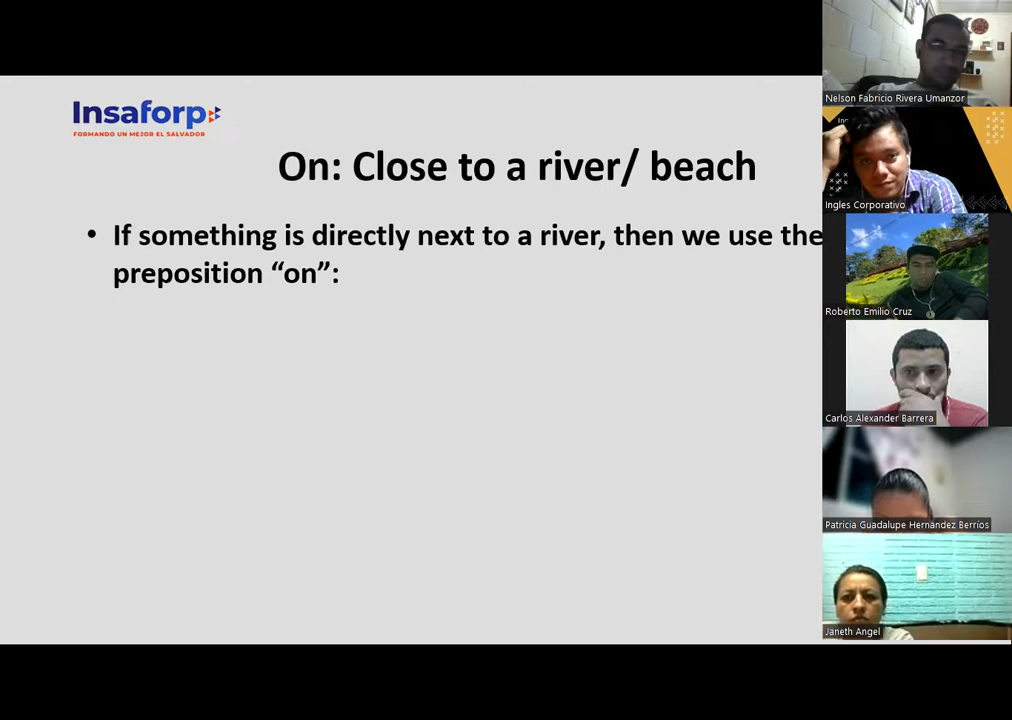 Insaforp
FORMANDO UN MEJOR EL SALVADOR
On: Close to a river/ beach
• If something is directly next to a river, then we use the
preposition “on”:
Nelson Fabricio Rivera Umanzor
Ingles Corporativo
Roberto Emilio Cruz
Carlos Alexander Barrera
Patricia Guadalupe Hernández Berríos
Janeth Angel